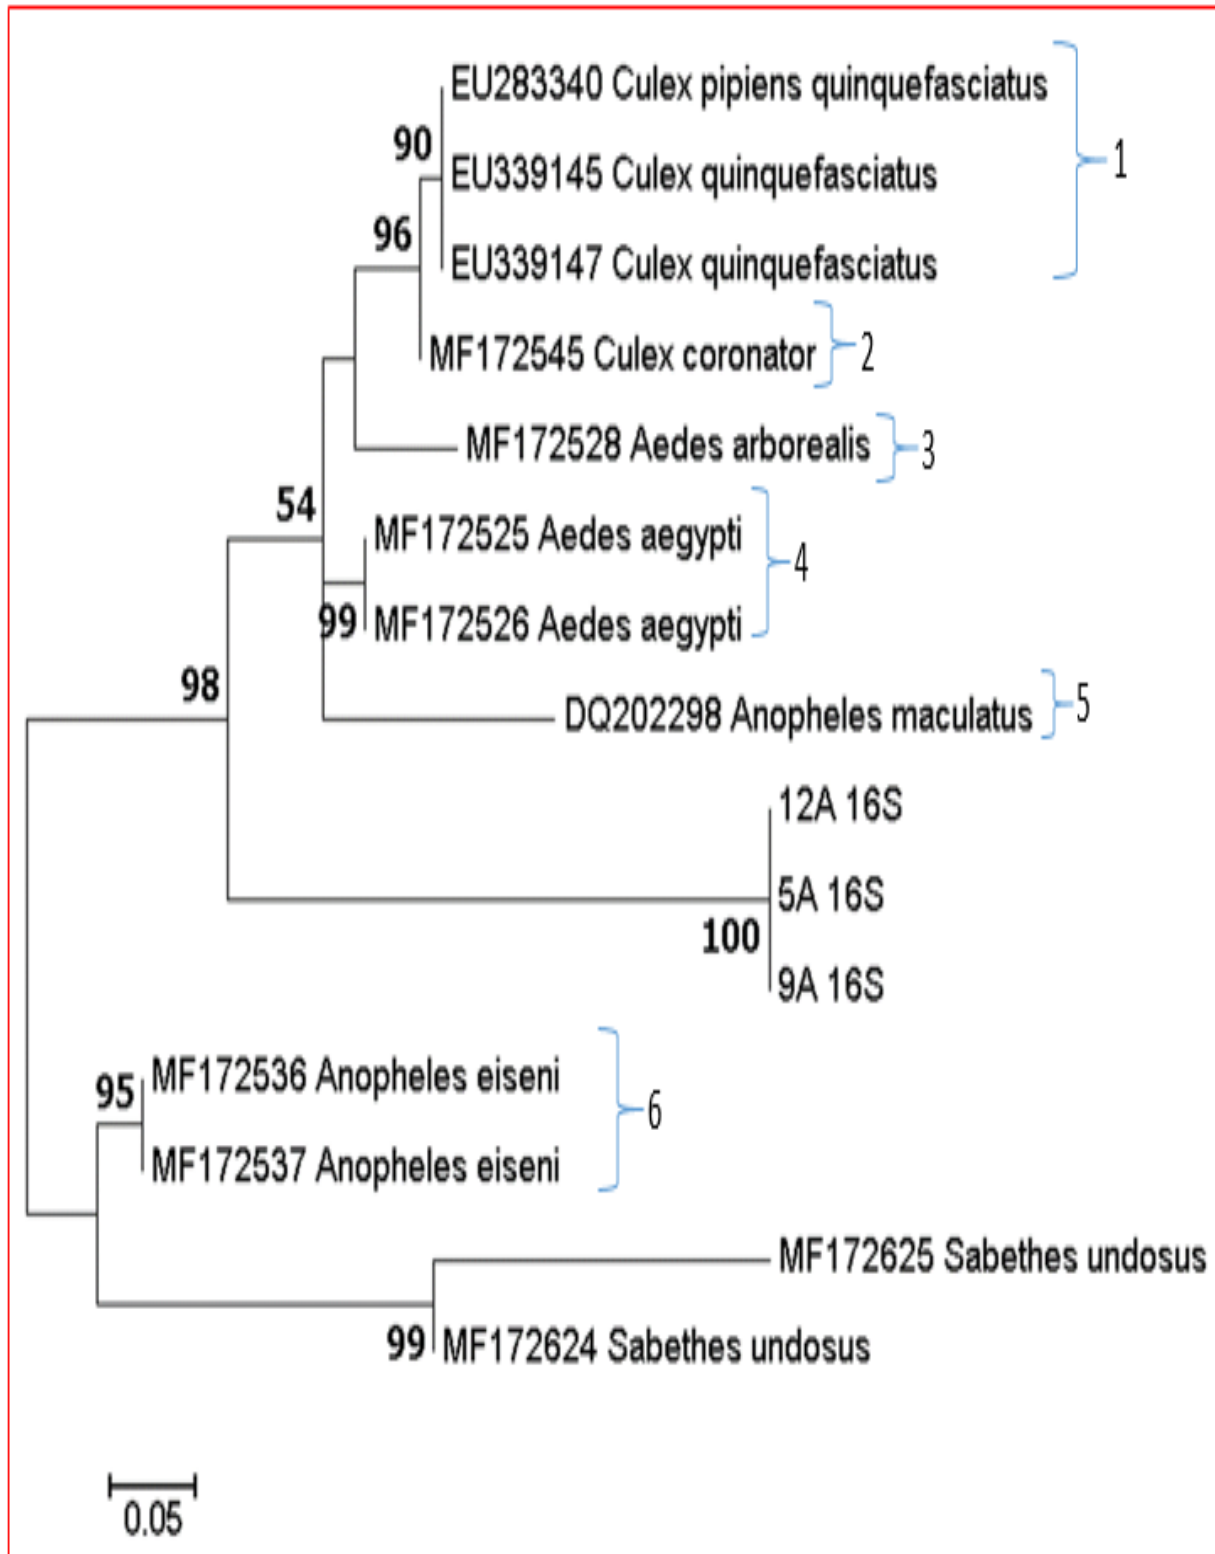 EU283340 Culex pipiens quinquefasciatus
1
90
EU339145 Culex quinquefasciatus
96
EU339147 Culex quinquefasciatus
MF172545 Culex coronator
2
MF172528 Aedes arborealis
3
54
MF172525 Aedes aegypti
4
99
MF172526 Aedes aegypti
98
DQ202298 Anopheles maculatus
5
12A 16S
5A 16S
100
9A 16S
MF172536 Anopheles eiseni
95
6
MF172537 Anopheles eiseni
MF172625 Sabethes undosus
99
MF172624 Sabethes undosus
0.05